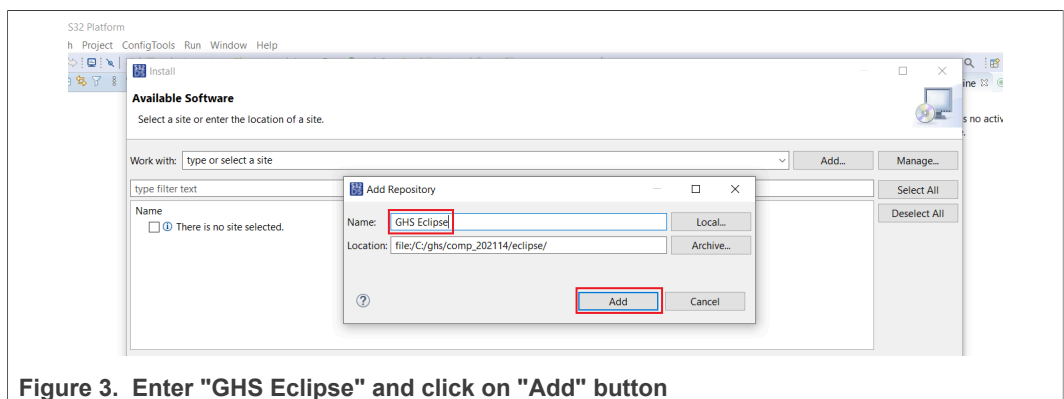 S32 Platform
h Project ConfigTools Run Window Help
Install
ine
Available Software
Select a site or enter the location of a site.
s no activ
Work with: type or select a site Add... Manage...
type filter text Select All
Add Repository
Name Deselect All
There is no site selected.
Name: GHS Eclipse Local...
Location: file:/C:/ghs/comp_202114/eclipse/ Archive...
Add Cancel
Figure 3. Enter "GHS Eclipse" and click on "Add" button